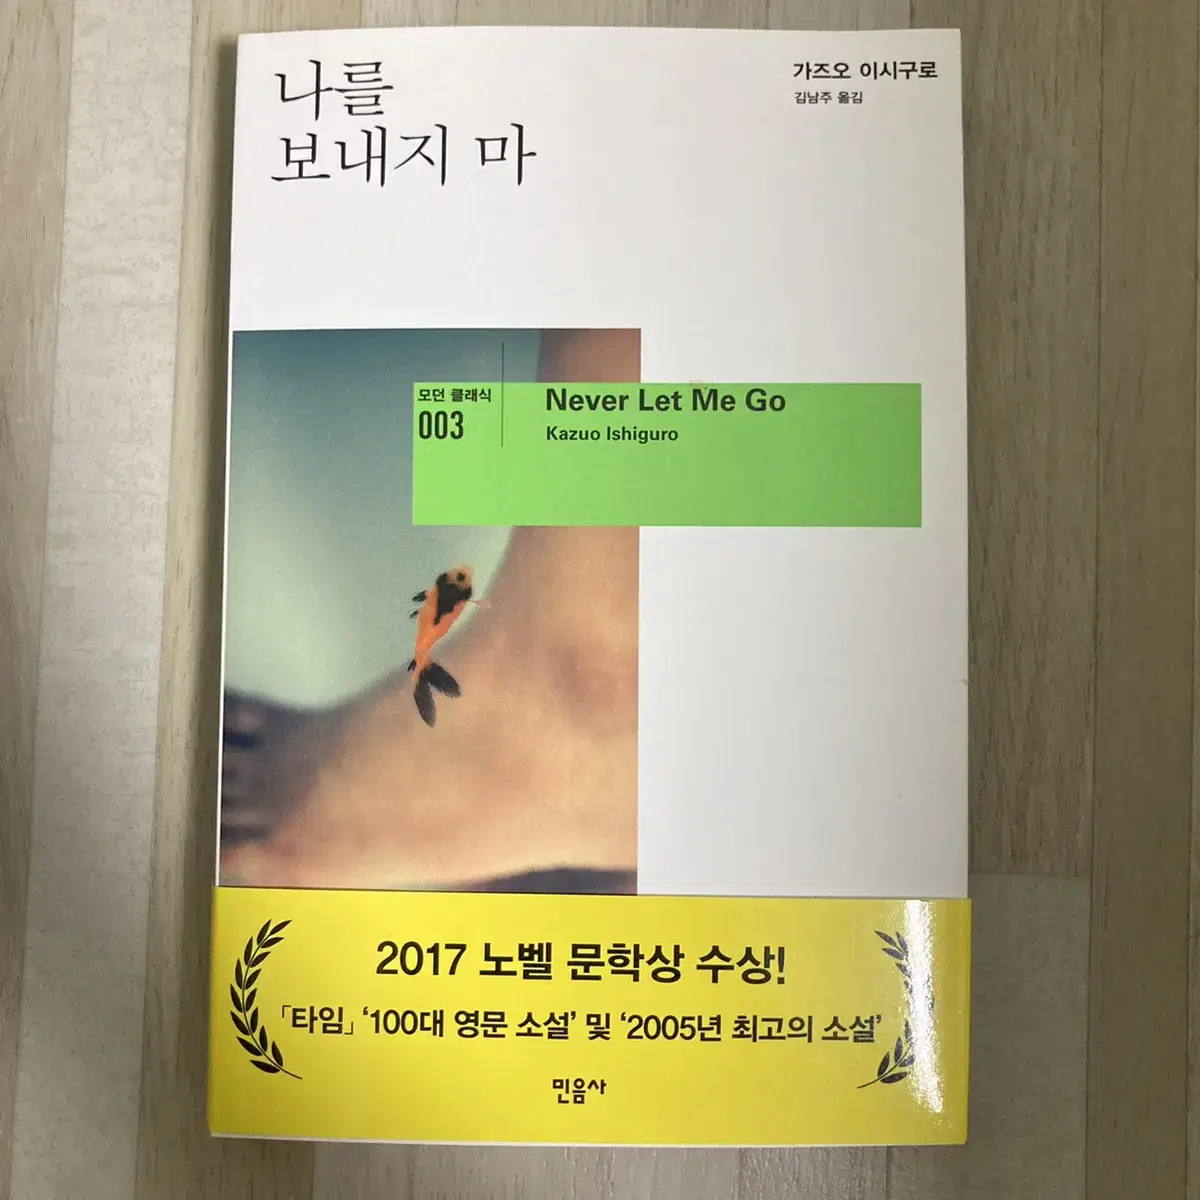 나를
보내지 마
가즈오 이시구로
김남주 옮김
모던 클래식
003
Never Let Me Go
Kazuo Ishiguro
2017 노벨 문학상 수상!
「타임」 ‘100대 영문 소설’ 및 ‘2005년 최고의 소설’
민음사